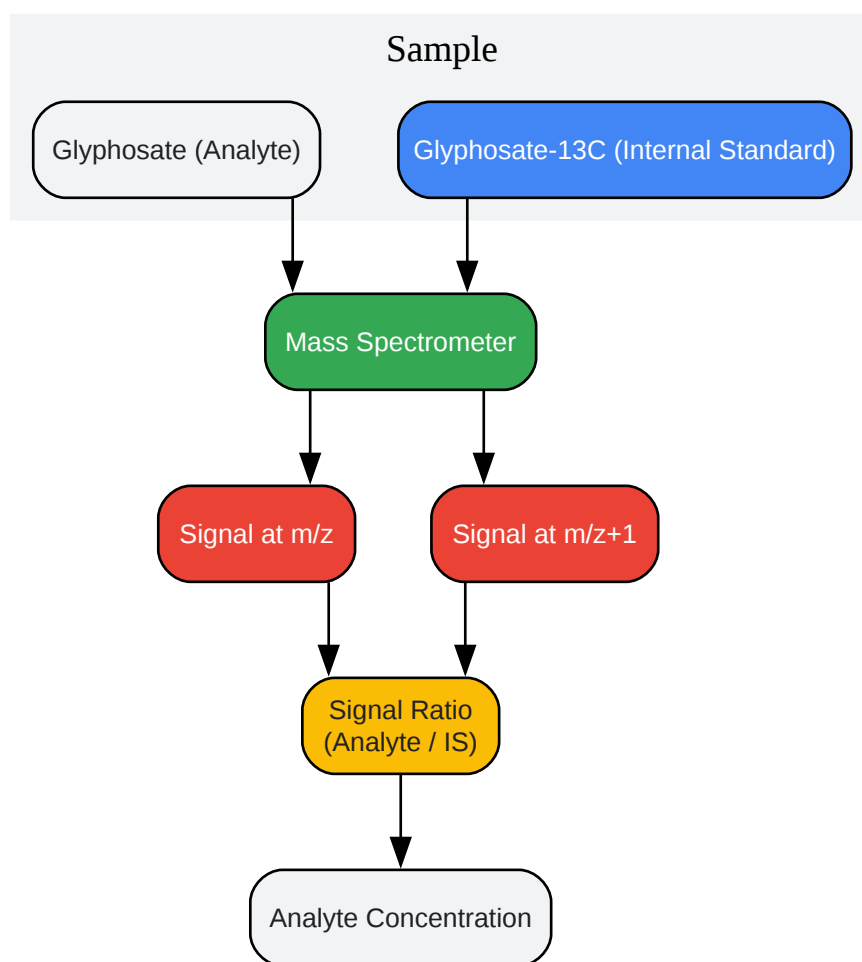 Sample
Glyphosate (Analyte)
Glyphosate-13C (Internal Standard)
Mass Spectrometer
Signal at m/z
Signal at m/z+1
Signal Ratio
(Analyte / IS)
Analyte Concentration